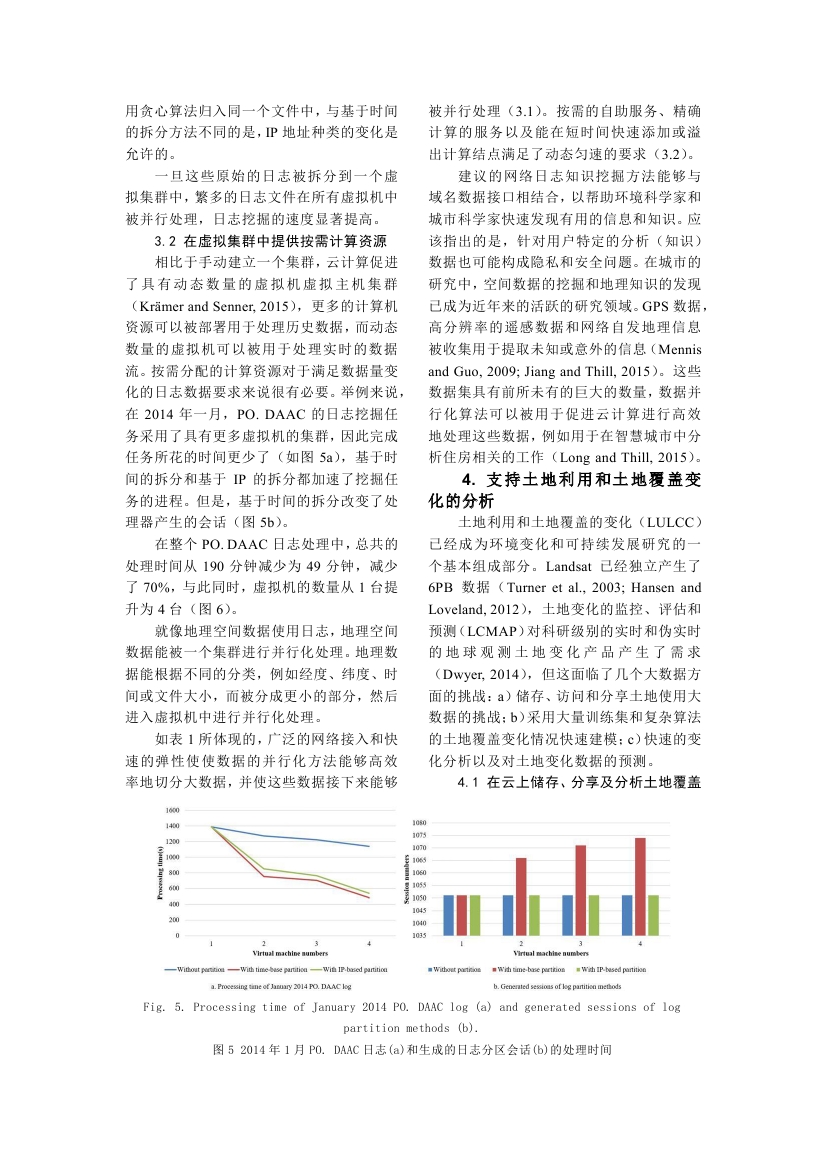 用贪心算法归入同一个文件中，与基于时间
的拆分方法不同的是，IP 地址种类的变化是
允许的。
一旦这些原始的日志被拆分到一个虚
拟集群中，繁多的日志文件在所有虚拟机中
被并行处理，日志挖掘的速度显著提高。
3.2 在虚拟集群中提供按需计算资源
相比于手动建立一个集群，云计算促进
了具有动态数量的虚拟机虚拟主机集群
（Krämer and Senner, 2015），更多的计算机
资源可以被部署用于处理历史数据，而动态
数量的虚拟机可以被用于处理实时的数据
流。按需分配的计算资源对于满足数据量变
化的日志数据要求来说很有必要。举例来说，
在 2014 年一月，PO. DAAC 的日志挖掘任
务采用了具有更多虚拟机的集群，因此完成
任务所花的时间更少了（如图 5a），基于时
间的拆分和基于 IP 的拆分都加速了挖掘任
务的进程。但是，基于时间的拆分改变了处
理器产生的会话（图 5b）。
在整个 PO. DAAC 日志处理中，总共的
处理时间从 190 分钟减少为 49 分钟，减少
了 70%，与此同时，虚拟机的数量从 1 台提
升为 4 台（图 6）。
就像地理空间数据使用日志，地理空间
数据能被一个集群进行并行化处理。地理数
据能根据不同的分类，例如经度、纬度、时
间或文件大小，而被分成更小的部分，然后
进入虚拟机中进行并行化处理。
如表 1 所体现的，广泛的网络接入和快
速的弹性使使数据的并行化方法能够高效
率地切分大数据，并使这些数据接下来能够
被并行处理（3.1）。按需的自助服务、精确
计算的服务以及能在短时间快速添加或溢
出计算结点满足了动态匀速的要求（3.2）。
建议的网络日志知识挖掘方法能够与
域名数据接口相结合，以帮助环境科学家和
城市科学家快速发现有用的信息和知识。应
该指出的是，针对用户特定的分析（知识）
数据也可能构成隐私和安全问题。在城市的
研究中，空间数据的挖掘和地理知识的发现
已成为近年来的活跃的研究领域。GPS 数据，
高分辨率的遥感数据和网络自发地理信息
被收集用于提取未知或意外的信息（Mennis
and Guo, 2009; Jiang and Thill, 2015）。这些
数据集具有前所未有的巨大的数量，数据并
行化算法可以被用于促进云计算进行高效
地处理这些数据，例如用于在智慧城市中分
析住房相关的工作（Long and Thill, 2015）。
4. 支持土地利用和土地覆盖变
化的分析
土地利用和土地覆盖的变化（LULCC）
已经成为环境变化和可持续发展研究的一
个基本组成部分。Landsat 已经独立产生了
6PB 数据（Turner et al., 2003; Hansen and
Loveland, 2012），土地变化的监控、评估和
预测（LCMAP）对科研级别的实时和伪实时
的地球观测土地变化产品产生了需求
（Dwyer, 2014），但这面临了几个大数据方
面的挑战：a）储存、访问和分享土地使用大
数据的挑战；b）采用大量训练集和复杂算法
的土地覆盖变化情况快速建模；c）快速的变
化分析以及对土地变化数据的预测。
4.1 在云上储存、分享及分析土地覆盖
1600
1400
1200
1000
800
600
400
200
0
Processing time(s)
1 2 3 4
Virtual machine numbers
Without partition With time-base partition With IP-based partition
a. Processing time of January 2014 PO. DAAC log
1080
1075
1070
1065
1060
1055
1050
1045
1040
1035
Session numbers
1 2 3 4
Virtual machine numbers
Without partition With time-base partition With IP-based partition
b. Generated sessions of log partition methods
Fig. 5. Processing time of January 2014 PO. DAAC log (a) and generated sessions of log
partition methods (b).
图 5 2014 年 1 月 PO. DAAC 日志(a)和生成的日志分区会话(b)的处理时间